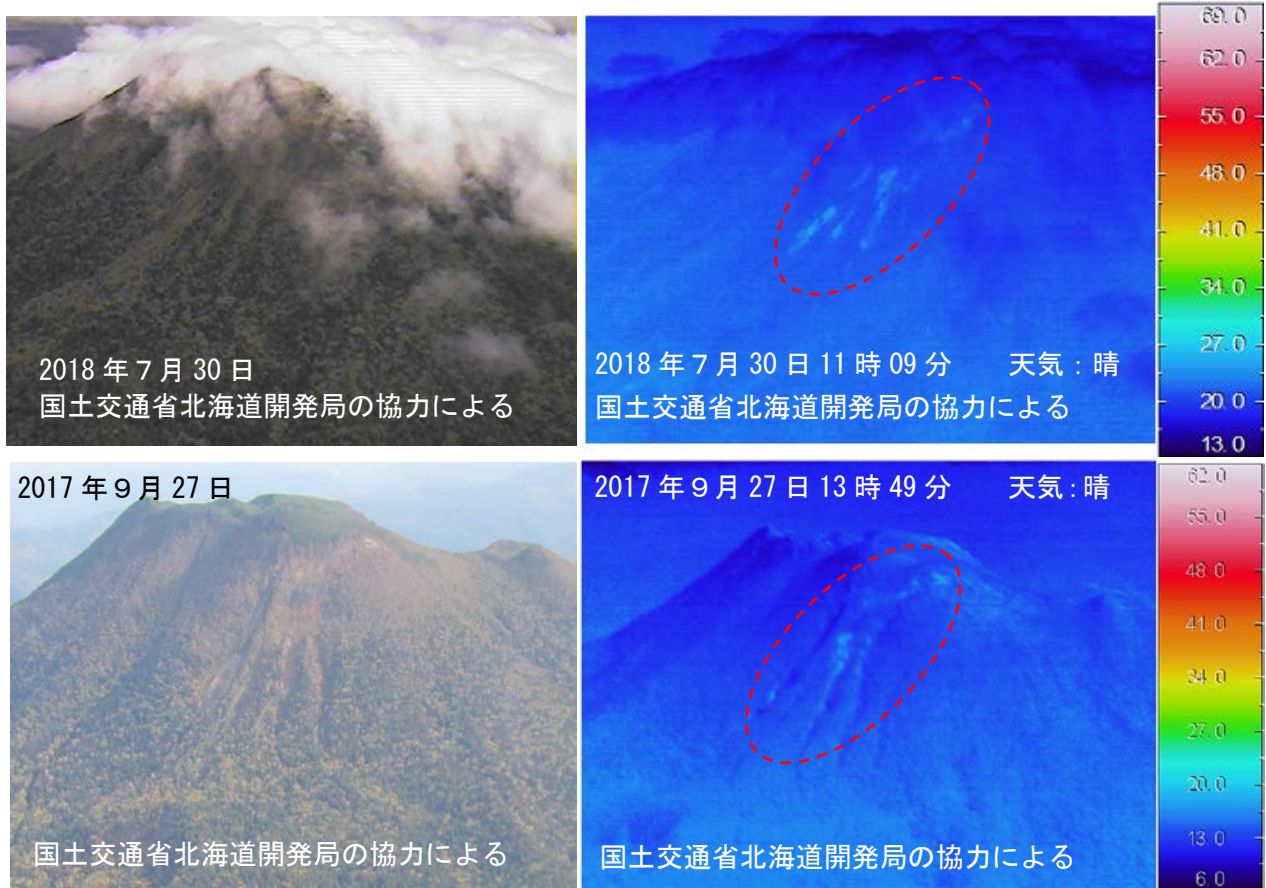 2018年7月30日
国土交通省北海道開発局の協力による
2018年7月30日11時09分 天気:晴
国土交通省北海道開発局の協力による
69.0
62.0
55.0
48.0
41.0
34.0
27.0
20.0
13.0
2017年9月27日
国土交通省北海道開発局の協力による
2017年9月27日13時49分 天気:晴
国土交通省北海道開発局の協力による
62.0
55.0
48.0
41.0
34.0
27.0
20.0
13.0
6.0